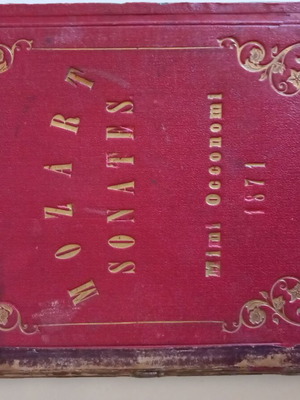 MOZART
SONATES
Mimi Occonomi
1871